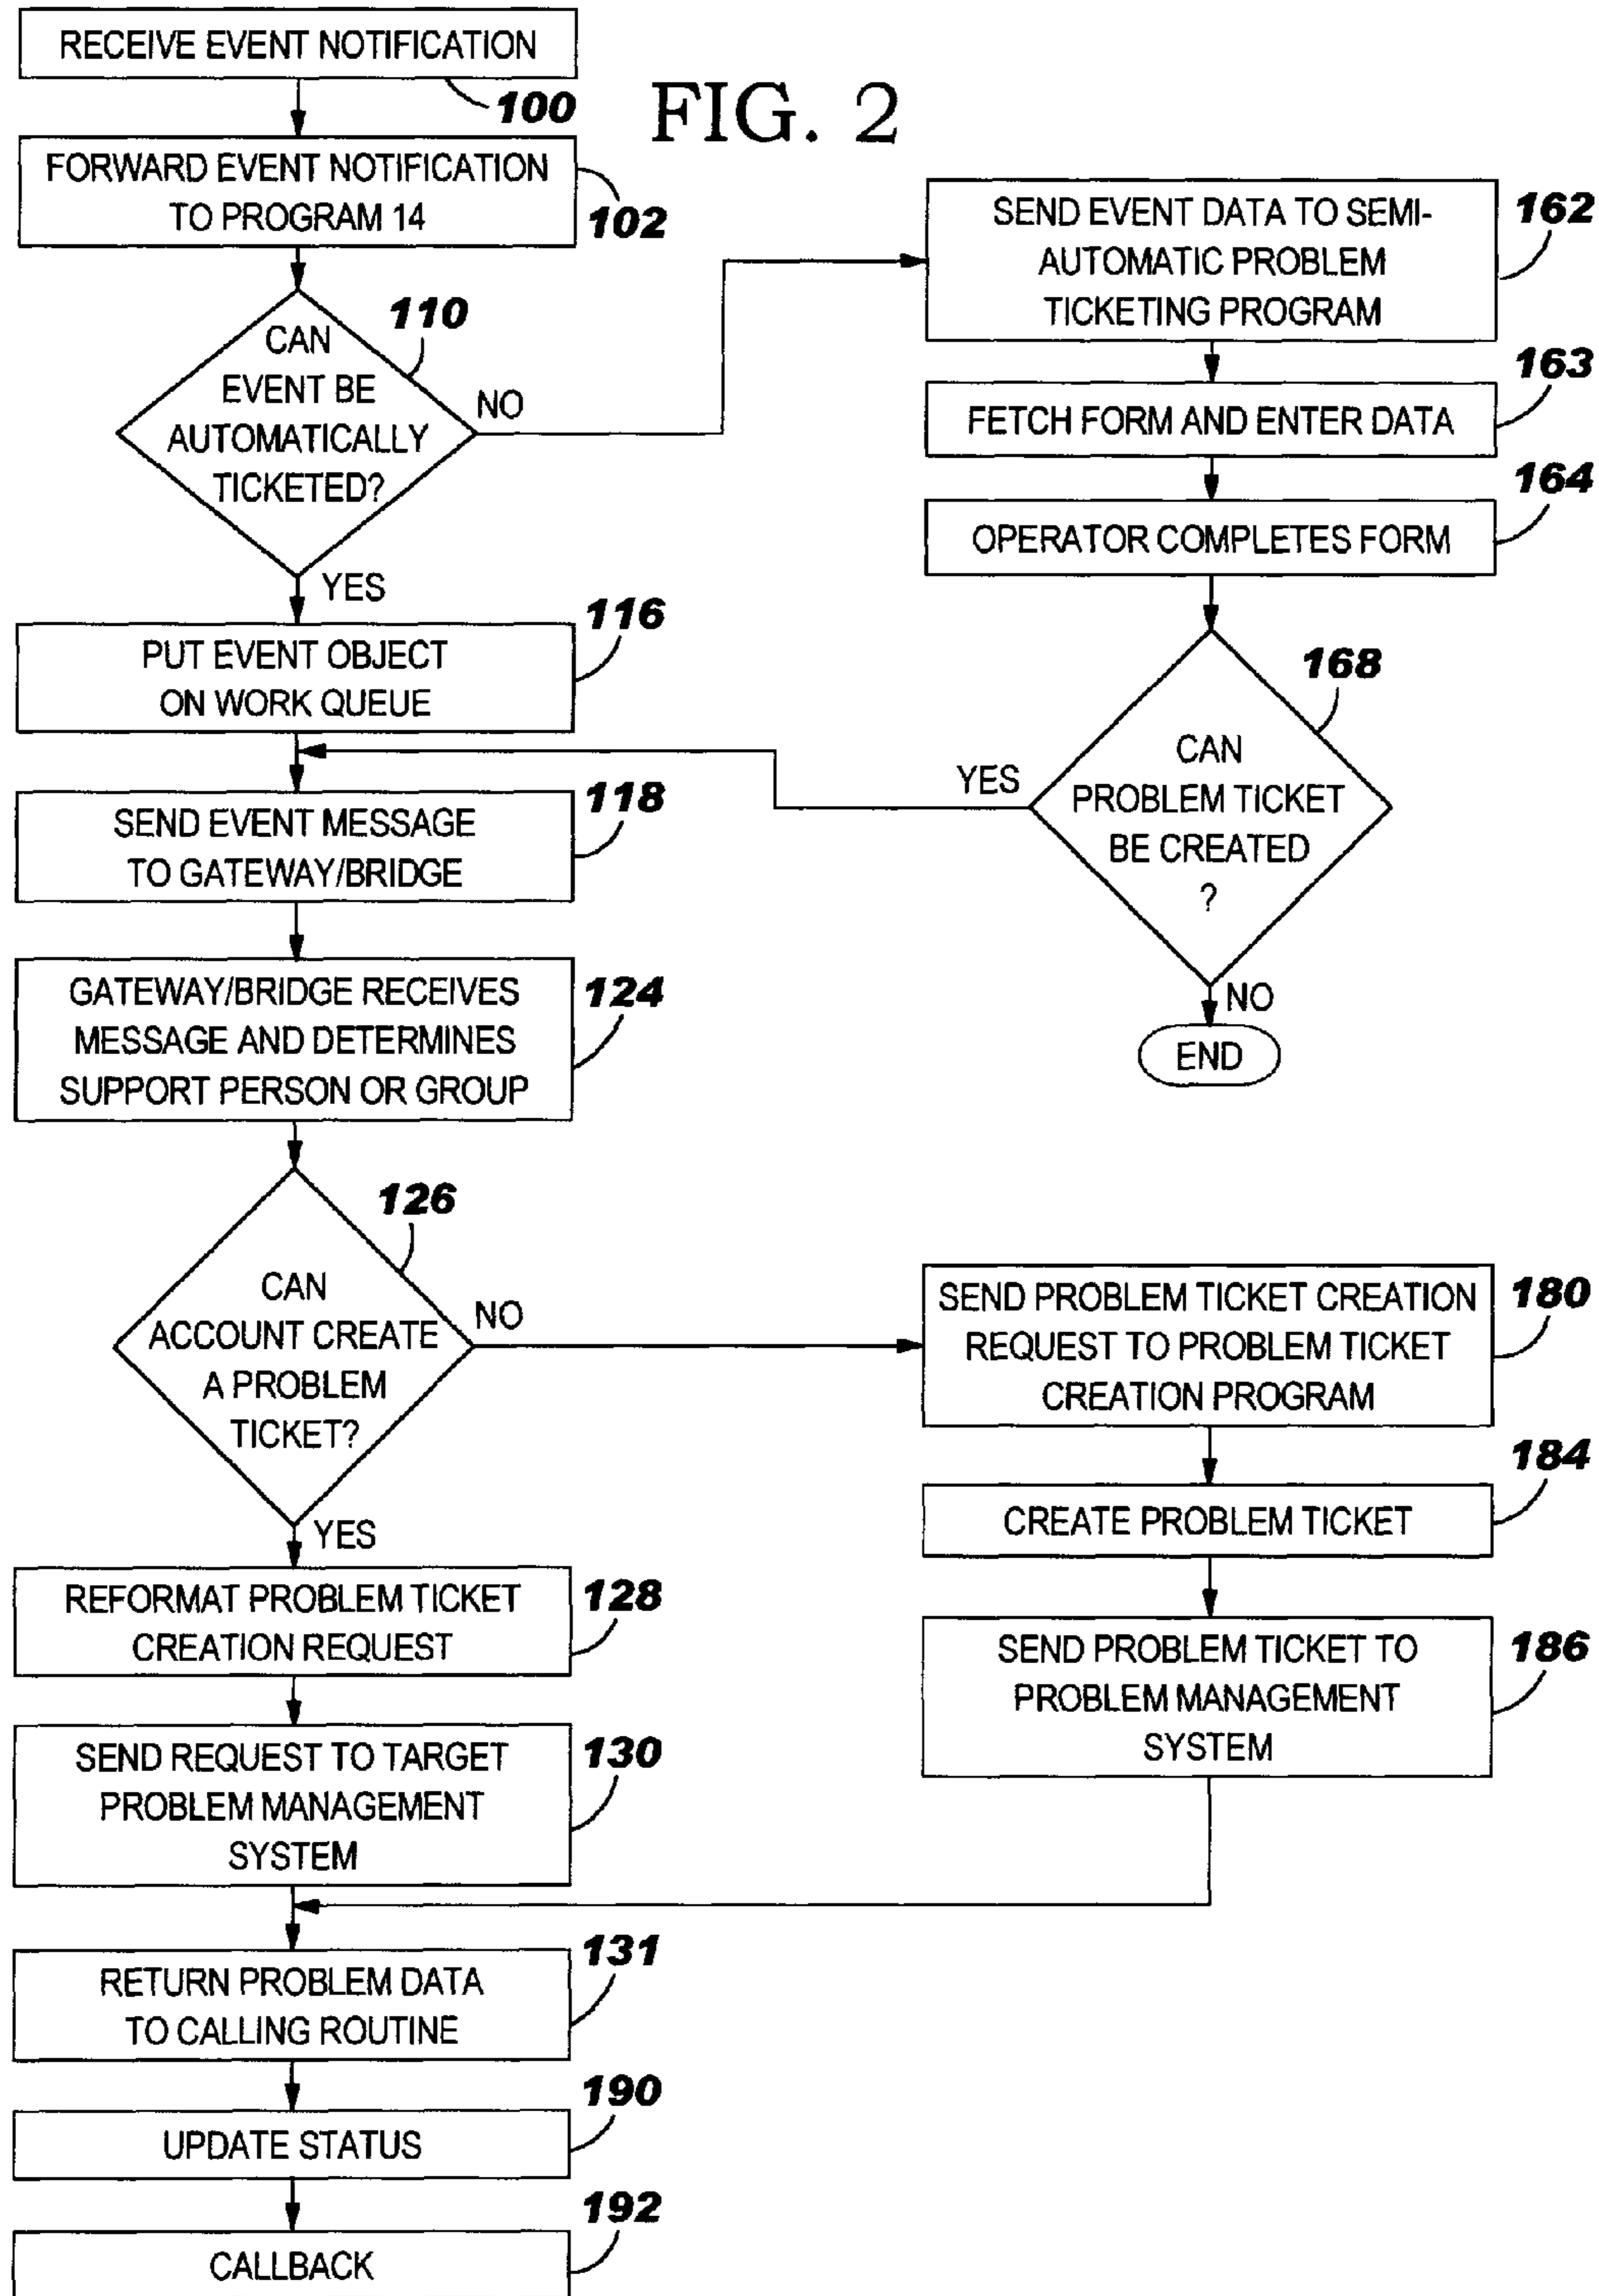 RECEIVE EVENT NOTIFICATION
100
FIG. 2
FORWARD EVENT NOTIFICATION
TO PROGRAM 14
102
CAN
EVENT BE
AUTOMATICALLY
TICKETED?
110
NO
YES
SEND EVENT DATA TO SEMI-
AUTOMATIC PROBLEM
TICKETING PROGRAM
162
FETCH FORM AND ENTER DATA
163
OPERATOR COMPLETES FORM
164
CAN
PROBLEM TICKET
BE CREATED
?
168
YES
NO
END
PUT EVENT OBJECT
ON WORK QUEUE
116
SEND EVENT MESSAGE
TO GATEWAY/BRIDGE
118
GATEWAY/BRIDGE RECEIVES
MESSAGE AND DETERMINES
SUPPORT PERSON OR GROUP
124
CAN
ACCOUNT CREATE
A PROBLEM
TICKET?
126
NO
YES
SEND PROBLEM TICKET CREATION
REQUEST TO PROBLEM TICKET
CREATION PROGRAM
180
CREATE PROBLEM TICKET
184
SEND PROBLEM TICKET TO
PROBLEM MANAGEMENT
SYSTEM
186
REFORMAT PROBLEM TICKET
CREATION REQUEST
128
SEND REQUEST TO TARGET
PROBLEM MANAGEMENT
SYSTEM
130
RETURN PROBLEM DATA
TO CALLING ROUTINE
131
UPDATE STATUS
190
CALLBACK
192